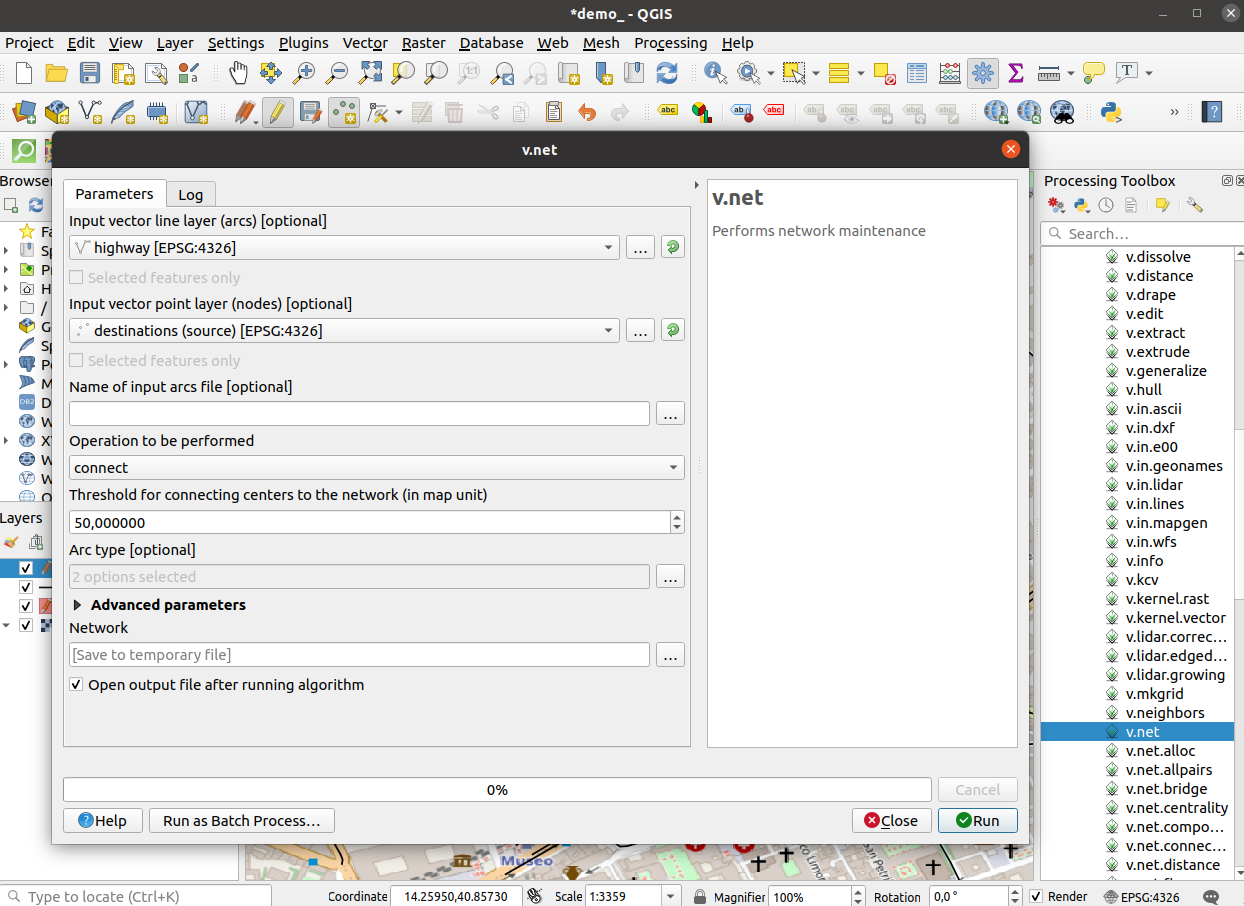 *demo_ - QGIS
Project Edit View Layer Settings Plugins Vector Raster Database Web Mesh Processing Help
v.net
Parameters Log
Input vector line layer (arcs) [optional]
highway [EPSG:4326]
...
Selected features only
Input vector point layer (nodes) [optional]
destinations (source) [EPSG:4326]
...
Selected features only
Name of input arcs file [optional]
...
Operation to be performed
connect
Threshold for connecting centers to the network (in map unit)
50,000000
Arc type [optional]
2 options selected
...
Advanced parameters
Network
[Save to temporary file]
...
Open output file after running algorithm
v.net
Performs network maintenance
0%
Cancel
Help
Run as Batch Process...
Close
Run
Browser
Layers
Processing Toolbox
Search...
v.dissolve
v.distance
v.drape
v.edit
v.extract
v.extrude
v.generalize
v.hull
v.in.ascii
v.in.dxf
v.in.e00
v.in.geonames
v.in.lidar
v.in.lines
v.in.mapgen
v.in.wfs
v.info
v.kcv
v.kernel.rast
v.kernel.vector
v.lidar.correc...
v.lidar.edged...
v.lidar.growing
v.mkgrid
v.neighbors
v.net
v.net.alloc
v.net.allpairs
v.net.bridge
v.net.centrality
v.net.compo...
v.net.connec...
v.net.distance
Museo
Type to locate (Ctrl+K)
Coordinate 14.25950,40.85730
Scale 1:3359
Magnifier 100%
Rotation 0,0 °
Render
EPSG:4326